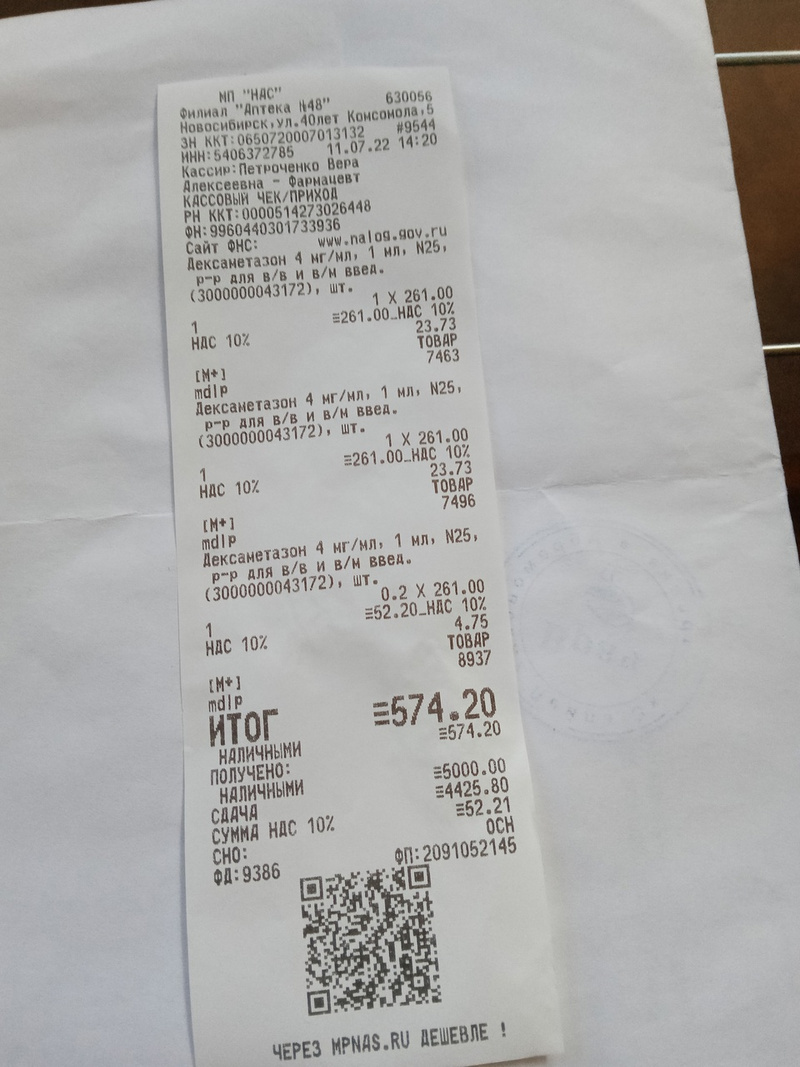 МП "НАС"
Филиал "Аптека №48" 630056
Новосибирск,ул.40лет Комсомола,5
ЗН ККТ:0650720007013132 #9544
ИНН:5406372785 11.07.22 14:20
Кассир:Петроченко Вера
Алексеевна - Фармацевт
КАССОВЫЙ ЧЕК/ПРИХОД
РН ККТ:0000514273026448
ФН:9960440301733936
Сайт ФНС: www.nalog.gov.ru
Дексаметазон 4 мг/мл, 1 мл, N25,
р-р для в/в и в/м введ.
(3000000043172), шт.
1 X 261.00
1 ≡261.00_НДС 10%
НДС 10% 23.73
ТОВАР
7463
[M+]
mdlp
Дексаметазон 4 мг/мл, 1 мл, N25,
р-р для в/в и в/м введ.
(3000000043172), шт.
1 X 261.00
1 ≡261.00_НДС 10%
НДС 10% 23.73
ТОВАР
7496
[M+]
mdlp
Дексаметазон 4 мг/мл, 1 мл, N25,
р-р для в/в и в/м введ.
(3000000043172), шт.
0.2 X 261.00
1 ≡52.20_НДС 10%
НДС 10% 4.75
ТОВАР
8937
[M+]
mdlp
ИТОГ ≡574.20
НАЛИЧНЫМИ ≡574.20
ПОЛУЧЕНО:
НАЛИЧНЫМИ ≡5000.00
СДАЧА ≡4425.80
СУММА НДС 10% ≡52.21
СНО: ОСН
ФД:9386 ФП:2091052145
ЧЕРЕЗ MPNAS.RU ДЕШЕВЛЕ !